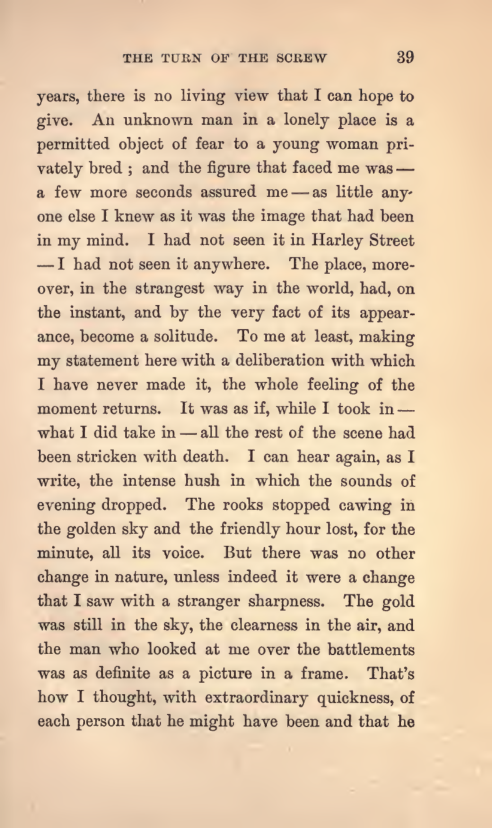 THE TURN OF THE SCREW 39
years, there is no living view that I can hope to
give. An unknown man in a lonely place is a
permitted object of fear to a young woman pri-
vately bred ; and the figure that faced me was —
a few more seconds assured me — as little any-
one else I knew as it was the image that had been
in my mind. I had not seen it in Harley Street
— I had not seen it anywhere. The place, more-
over, in the strangest way in the world, had, on
the instant, and by the very fact of its appear-
ance, become a solitude. To me at least, making
my statement here with a deliberation with which
I have never made it, the whole feeling of the
moment returns. It was as if, while I took in —
what I did take in — all the rest of the scene had
been stricken with death. I can hear again, as I
write, the intense hush in which the sounds of
evening dropped. The rooks stopped cawing in
the golden sky and the friendly hour lost, for the
minute, all its voice. But there was no other
change in nature, unless indeed it were a change
that I saw with a stranger sharpness. The gold
was still in the sky, the clearness in the air, and
the man who looked at me over the battlements
was as definite as a picture in a frame. That's
how I thought, with extraordinary quickness, of
each person that he might have been and that he